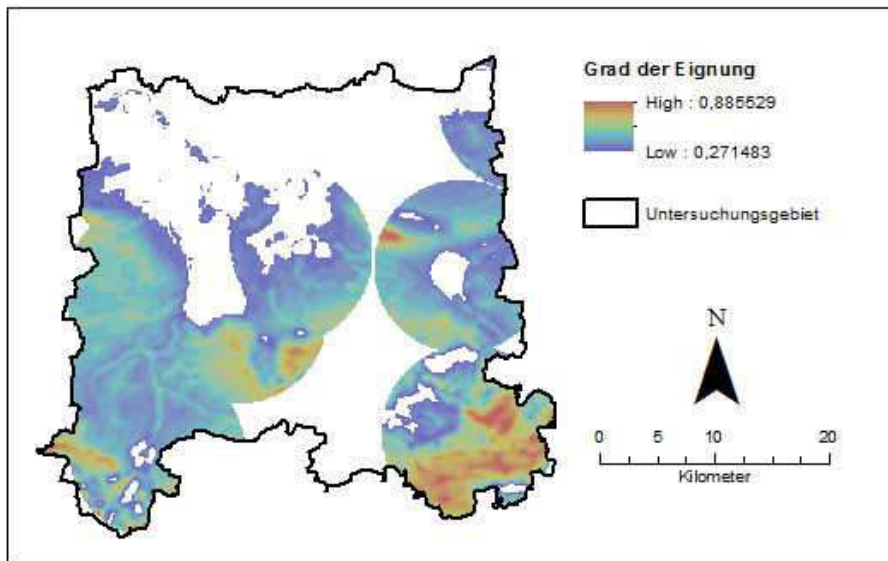 Grad der Eignung
High : 0,885529
Low : 0,271483
Untersuchungsgebiet
N
0 5 10 20
Kilometer